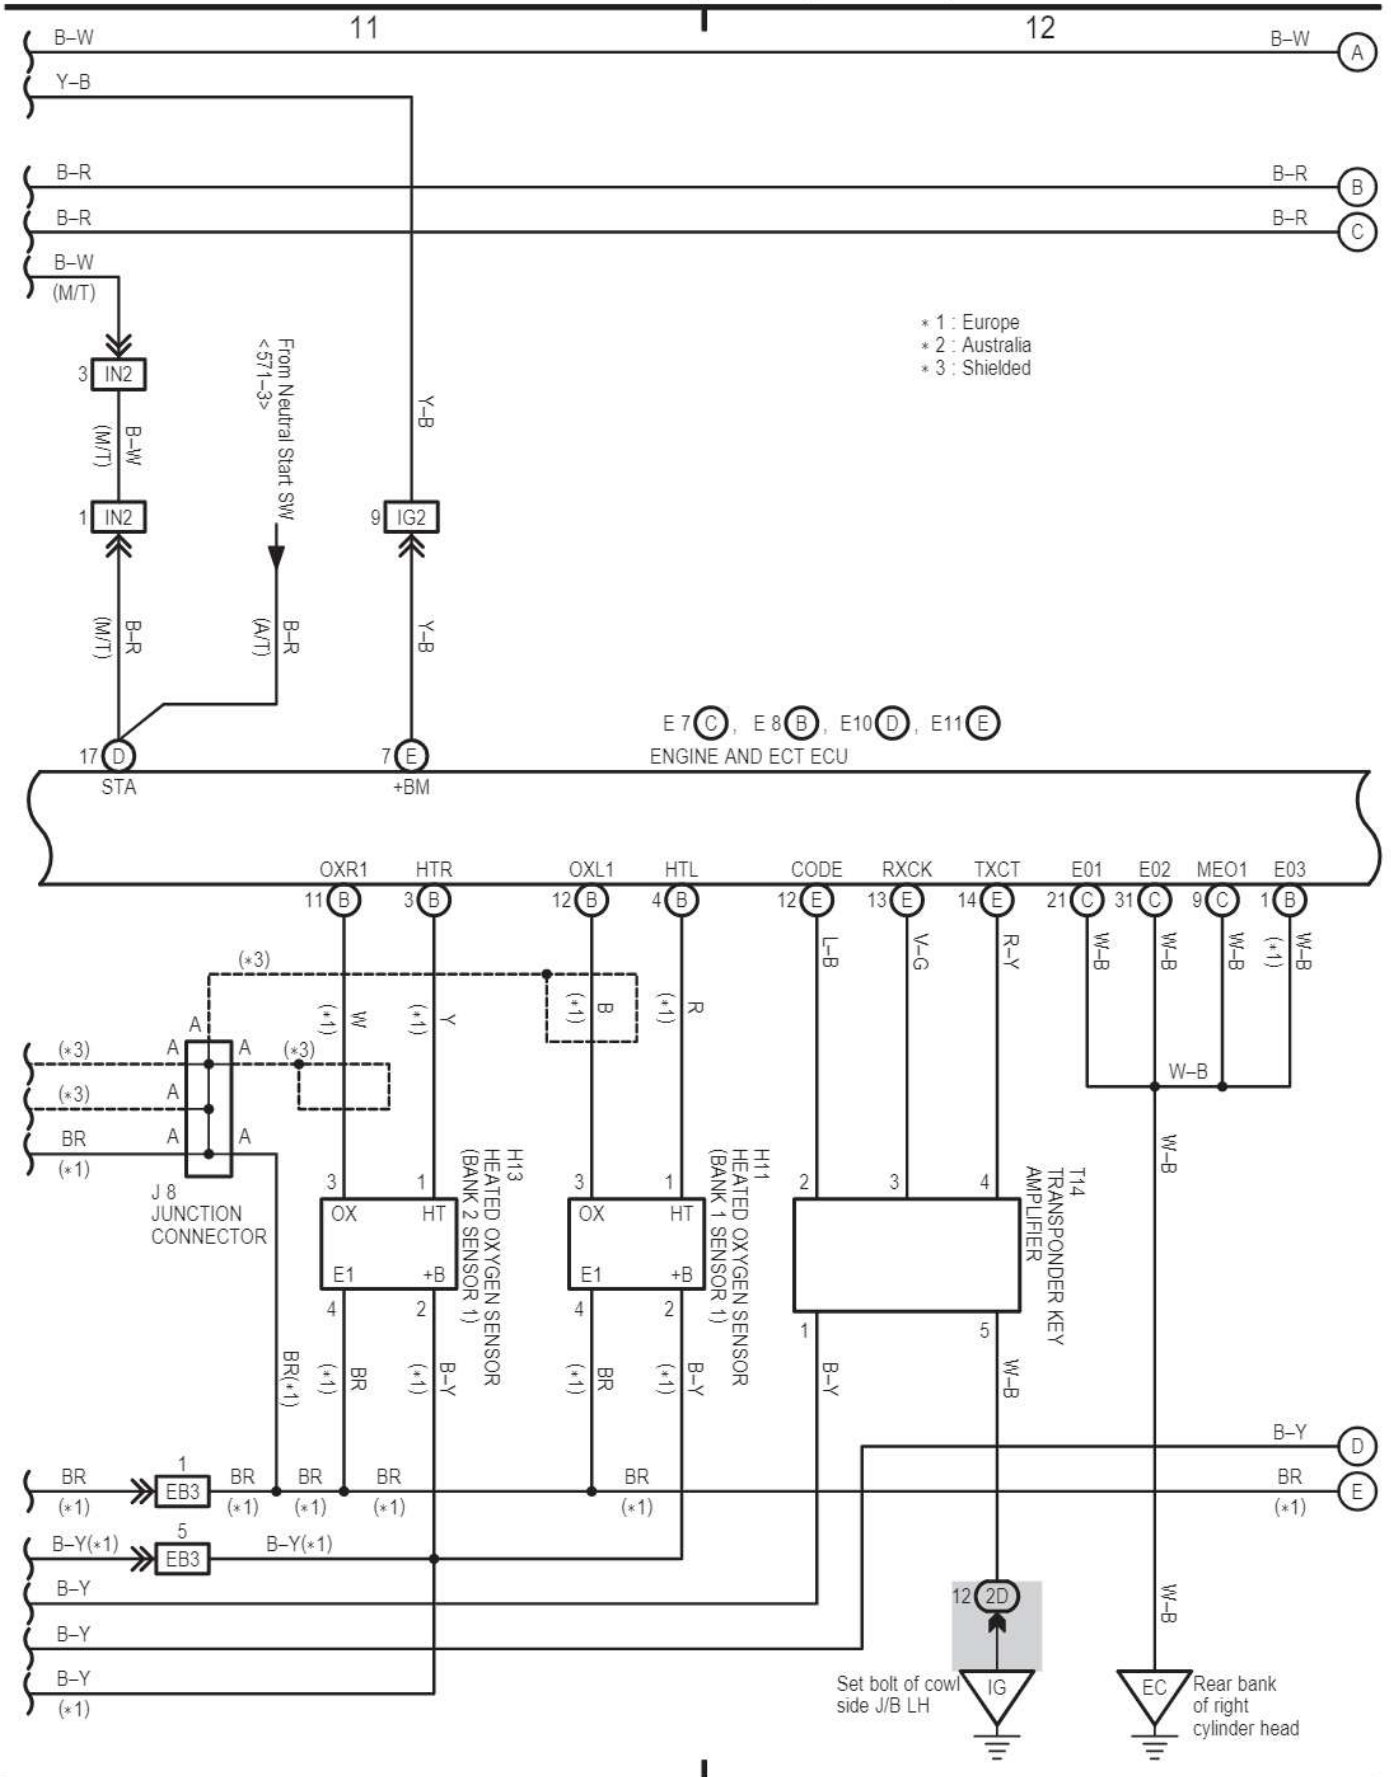 11
12
B–W
B–W
A
Y–B
B–R
B–R
B
B–R
B–R
C
B–W
(M/T)
∗ 1 : Europe
∗ 2 : Australia
∗ 3 : Shielded
3 IN2
From Neutral Start SW
<571–3>
B–W
(M/T)
Y–B
1 IN2
9 IG2
B–R
(M/T)
B–R
(A/T)
Y–B
E 7 C , E 8 B , E10 D , E11 E
ENGINE AND ECT ECU
17 D
7 E
STA
+BM
OXR1 HTR OXL1 HTL CODE RXCK TXCT E01 E02 MEO1 E03
11 B 3 B 12 B 4 B 12 E 13 E 14 E 21 C 31 C 9 C 1 B
L–B
V–G
R–Y
W–B
W–B
W–B
W–B
(∗1)
(∗3)
W
(∗1)
Y
(∗1)
B
(∗1)
R
(∗1)
A
(∗3) A A (∗3)
(∗3) A
BR A A
(∗1)
W–B
W–B
J 8
JUNCTION
CONNECTOR
3 1
OX HT
E1 +B
4 2
H13
HEATED OXYGEN SENSOR
(BANK 2 SENSOR 1)
3 1
OX HT
E1 +B
4 2
H11
HEATED OXYGEN SENSOR
(BANK 1 SENSOR 1)
2 3 4
1 5
T14
TRANSPONDER KEY
AMPLIFIER
BR(∗1)
BR
(∗1)
B–Y
(∗1)
BR
(∗1)
B–Y
(∗1)
B–Y
W–B
B–Y
D
1
BR EB3 BR BR BR BR BR
(∗1) (∗1) (∗1) (∗1) (∗1) (∗1)
E
5
B–Y(∗1) EB3 B–Y(∗1)
B–Y
B–Y
B–Y
(∗1)
12 2D
W–B
Set bolt of cowl
side J/B LH
IG
EC
Rear bank
of right
cylinder head